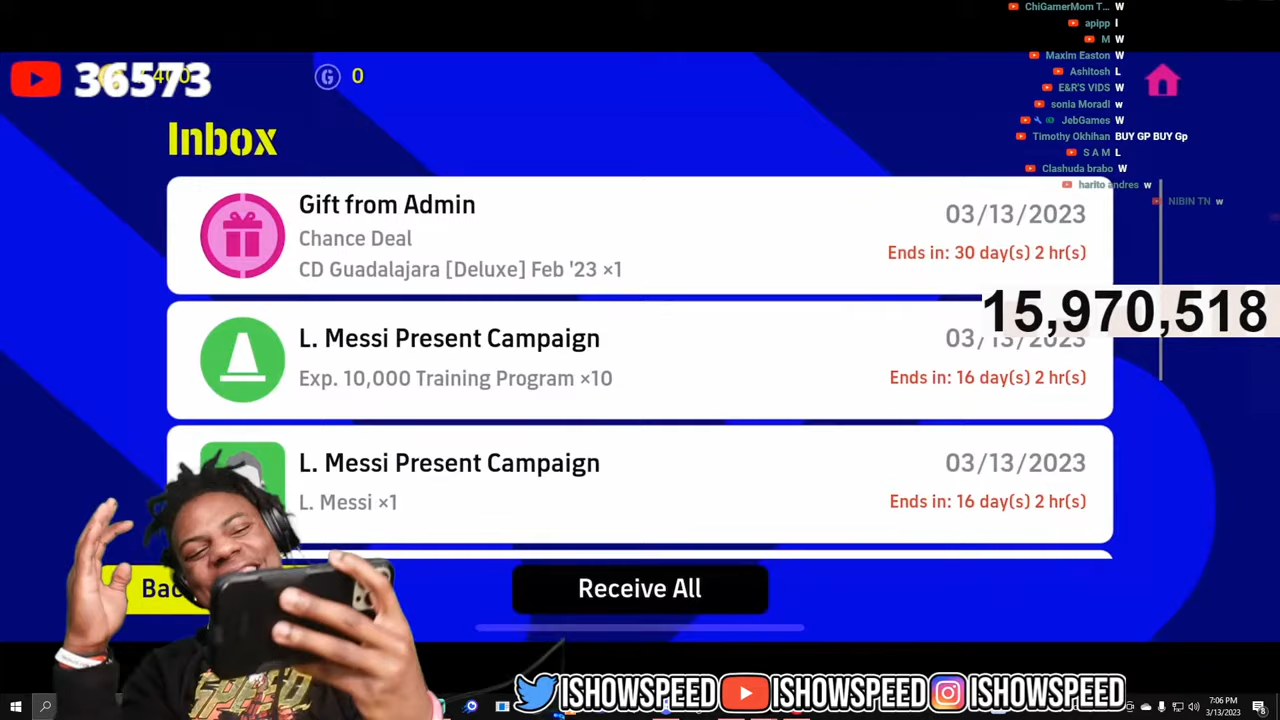 ChiGamerMom T... W
apipp I
M W
Maxim Easton W
36573
0
Ashitosh L
E&R'S VIDS W
sonia Moradi w
JebGames W
Inbox
Timothy Okhihan BUY GP BUY Gp
S A M L
Clashuda brabo W
harito andres w
NIBIN TN w
Gift from Admin
03/13/2023
Chance Deal
Ends in: 30 day(s) 2 hr(s)
CD Guadalajara [Deluxe] Feb '23 ×1
15,970,518
L. Messi Present Campaign
03/13/2023
Exp. 10,000 Training Program ×10
Ends in: 16 day(s) 2 hr(s)
L. Messi Present Campaign
03/13/2023
L. Messi ×1
Ends in: 16 day(s) 2 hr(s)
Receive All
SPEED
ISHOWSPEED ISHOWSPEED ISHOWSPEED
7:06 PM
3/13/2023